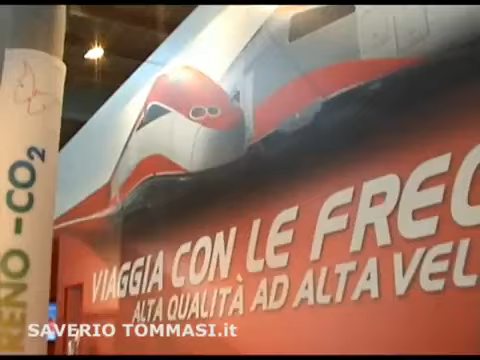 VIAGGIA CON LE FREC
ALTA QUALITÀ AD ALTA VEL
RENO-CO2
SAVERIO TOMMASI.it